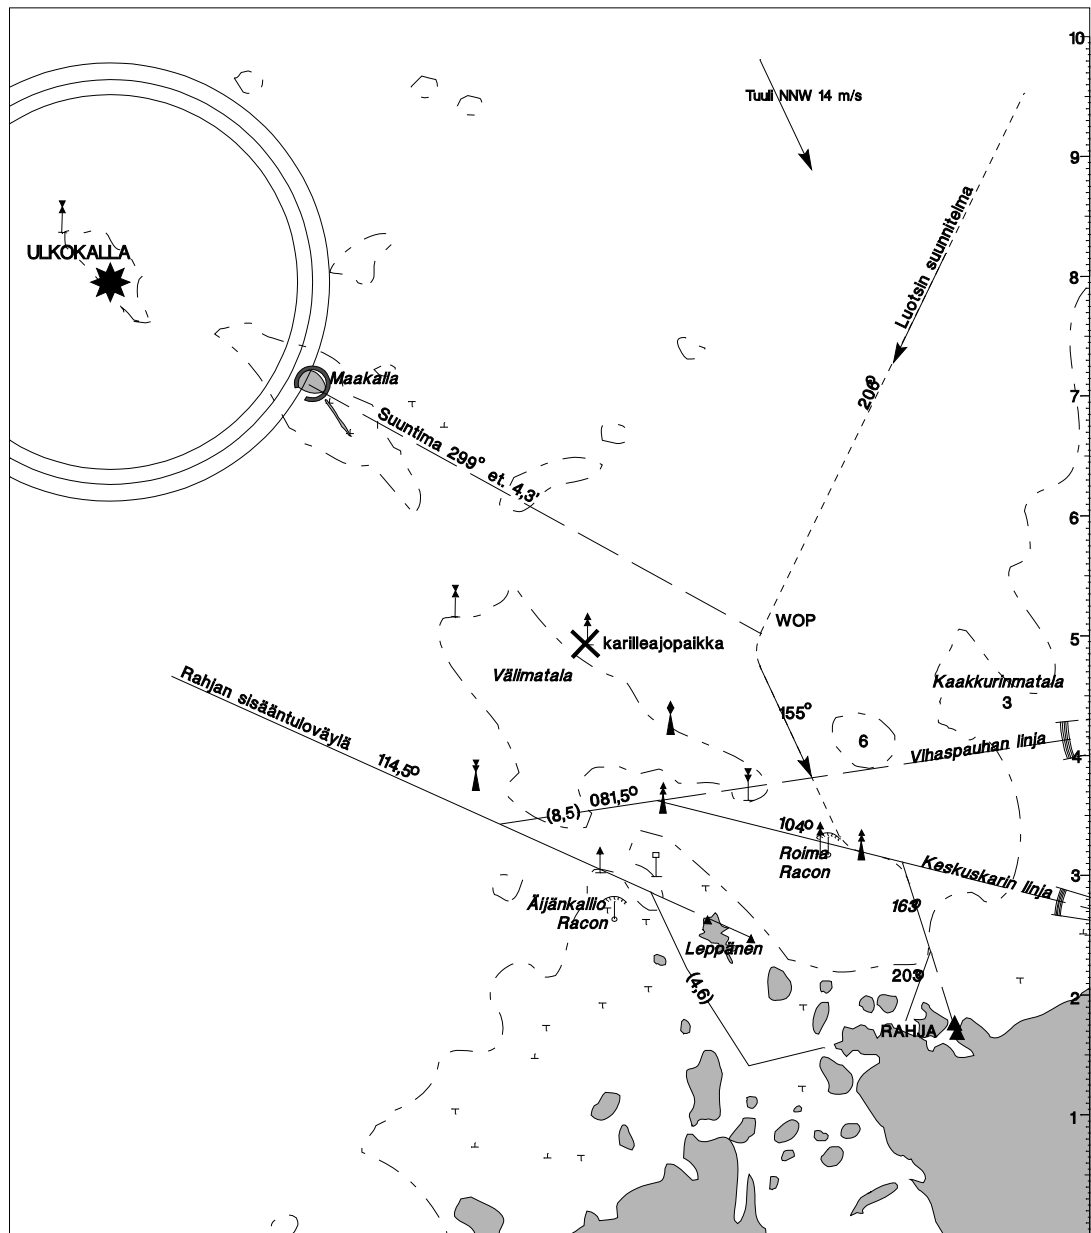 10
Tuuli NNW 14 m/s
9
ULKOKALLA
Luotsin suunnitelma
8
Maakalla
7
206°
Suuntima 299° et. 4,3'
6
WOP
5
karilleajopaikka
Välimatala
Kaakkurinmatala
3
Rahjan sisääntuloväylä
114,5°
155°
6
Vihaspauhan linja
4
(8,5) 081,5°
104°
Roima
Racon
Keskuskarin linja
3
Äijänkallio
Racon
163°
Leppänen
203°
(4,6)
2
RAHJA
1